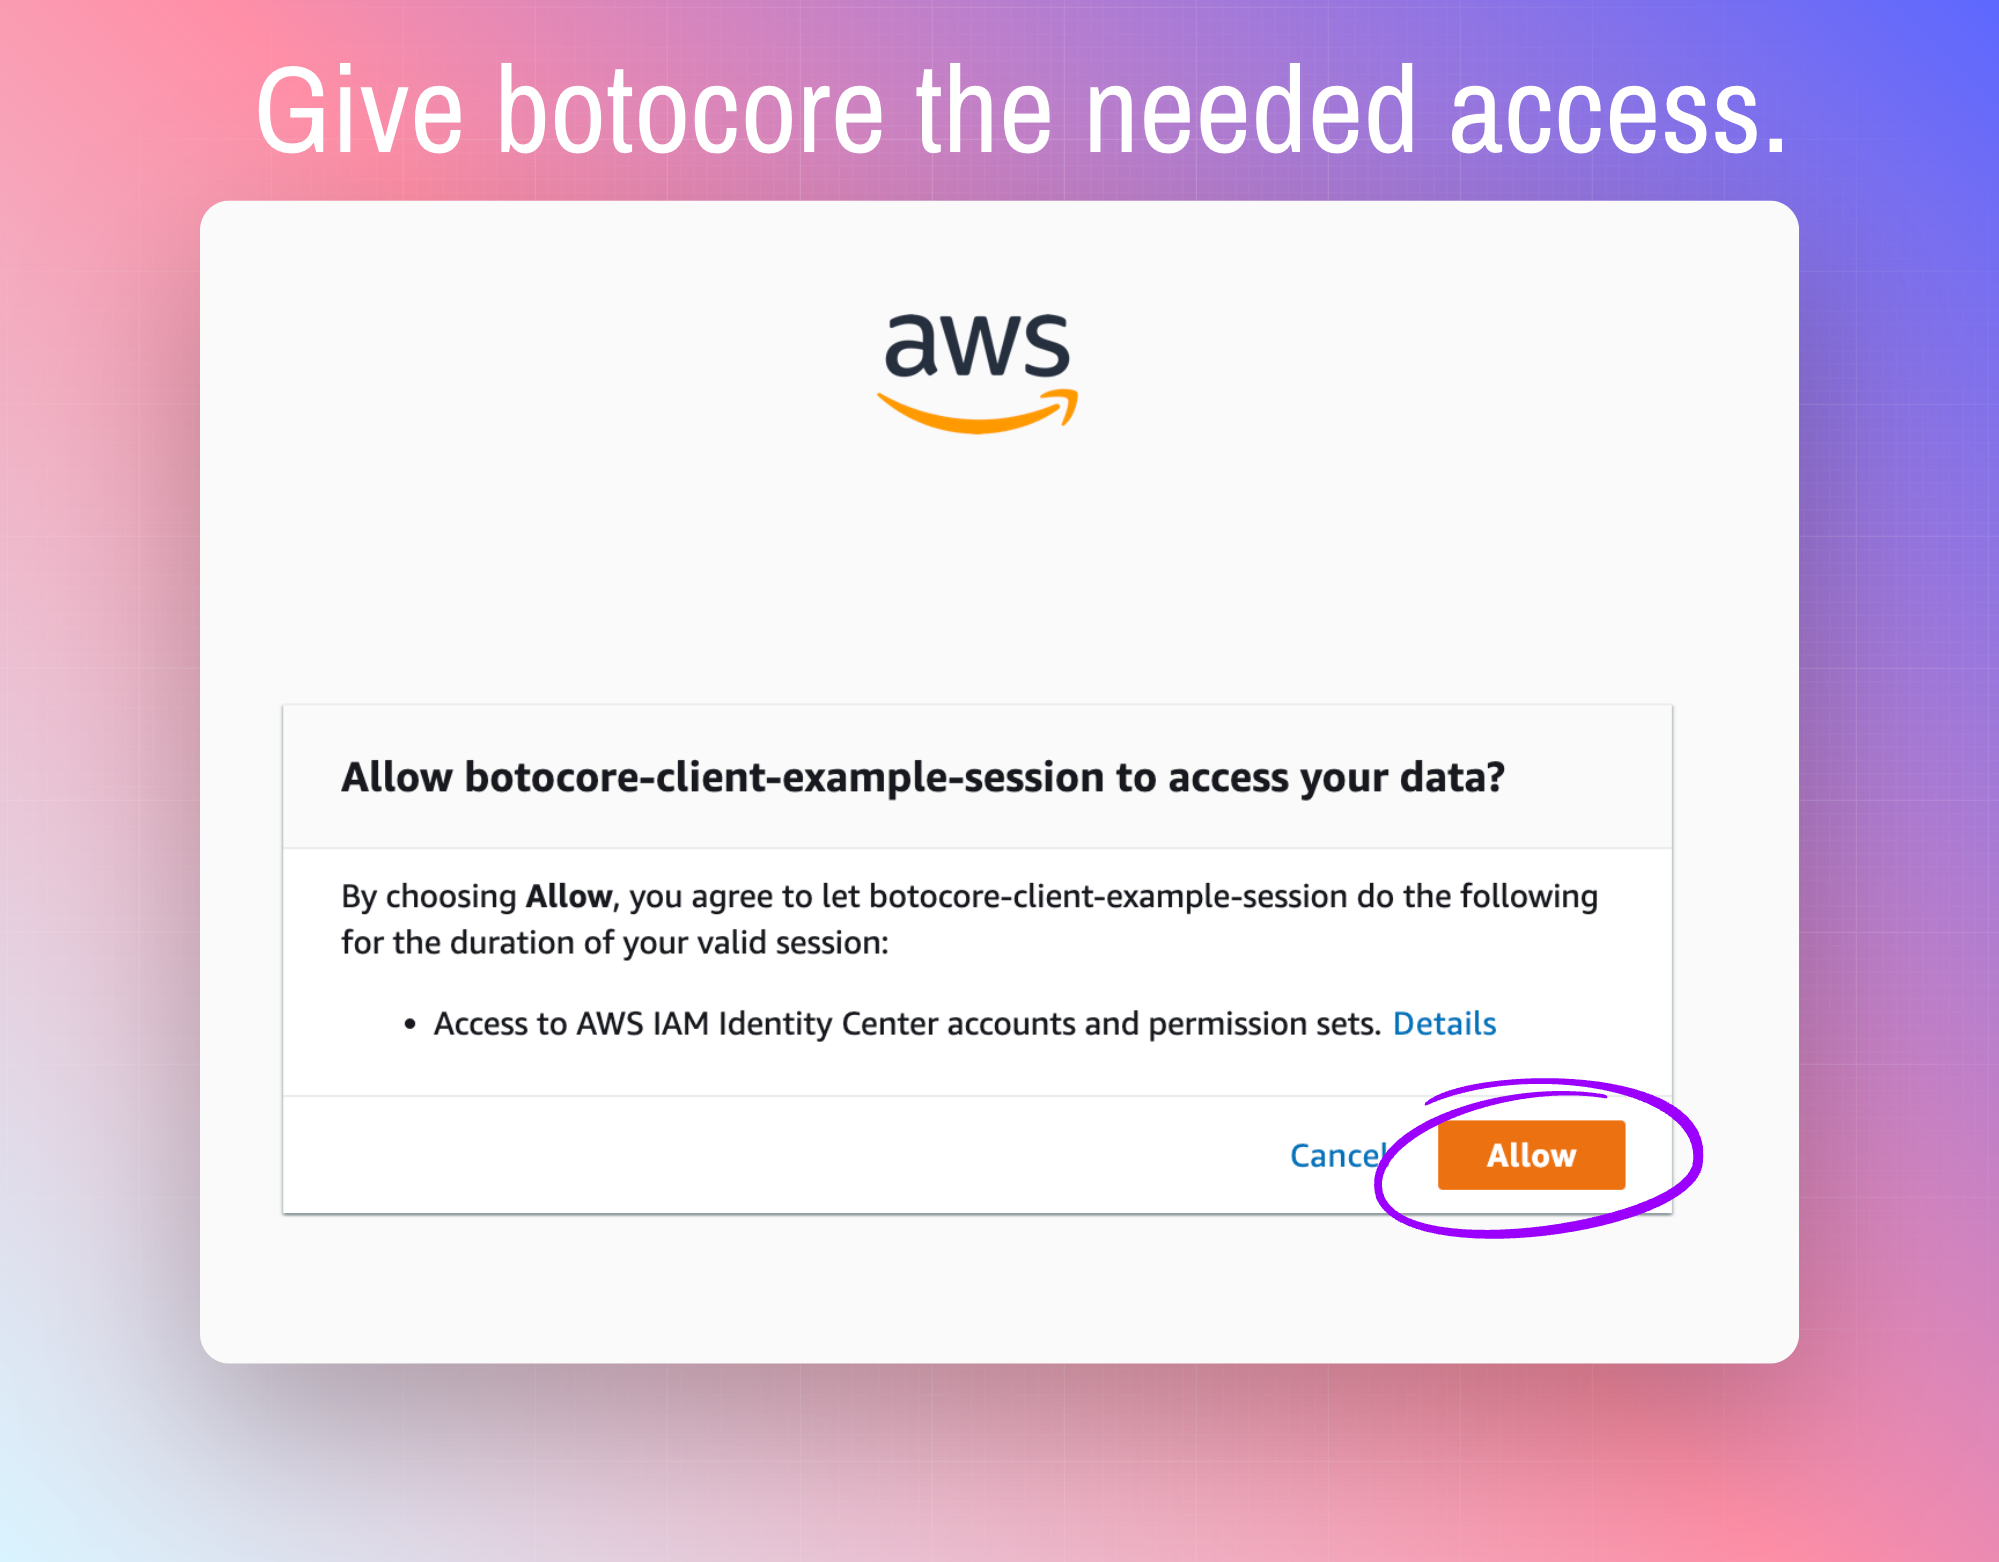 Give botocore the needed access.
aws
Allow botocore-client-example-session to access your data?
By choosing Allow, you agree to let botocore-client-example-session do the following
for the duration of your valid session:
• Access to AWS IAM Identity Center accounts and permission sets. Details
Cancel Allow